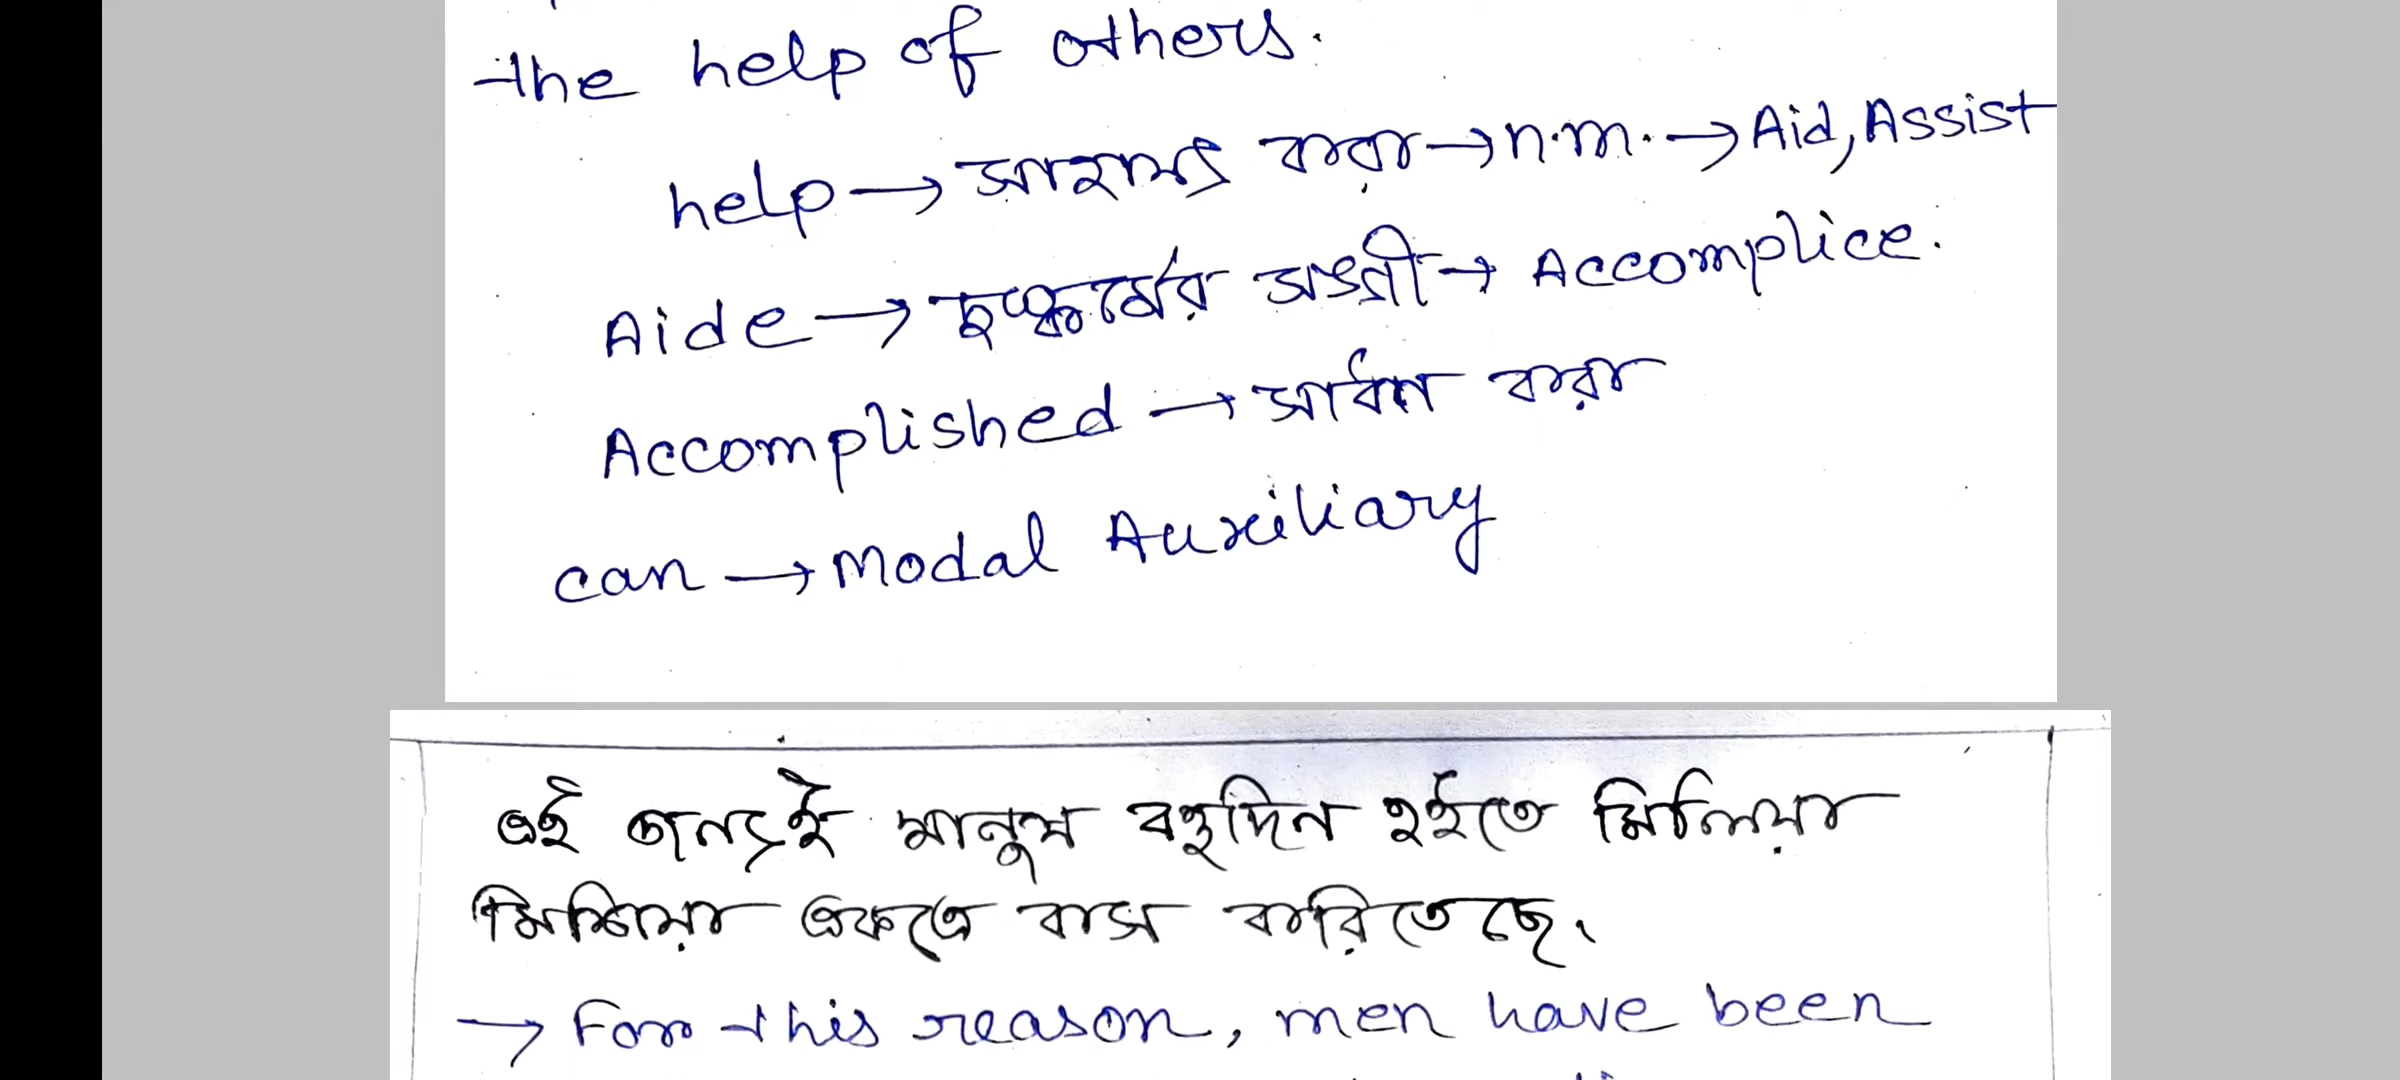 the help of others.
help → সাহায্য করা → n.m. → Aid, Assist
Aide → দুষ্কর্মের সঙ্গী → Accomplice.
Accomplished → সাধন করা
can → Modal Auxiliary
এই জন্যই মানুষ বহুদিন হইতে মিলিয়া
মিশিয়া একত্রে বাস করিতেছে।
→ For this reason, men have been